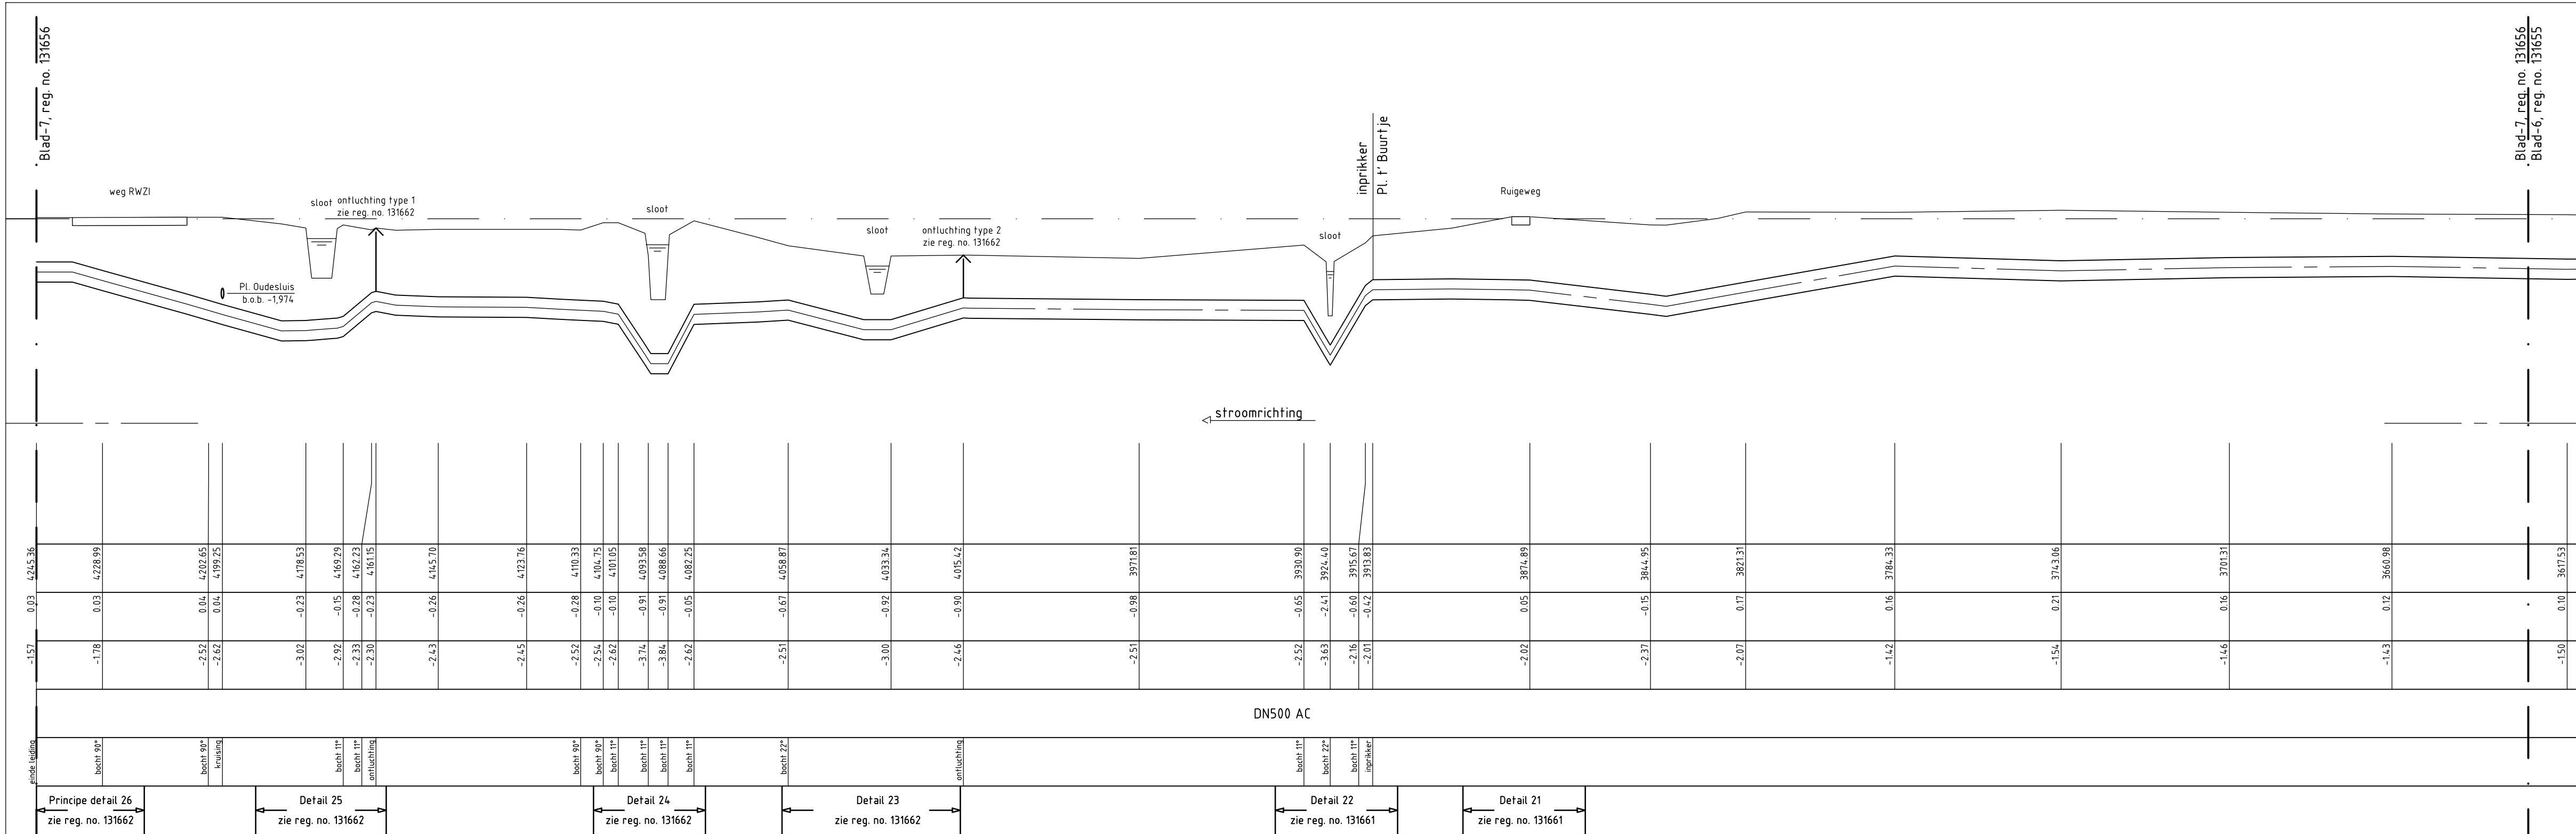 Blad-7, reg. no. 131656
Blad-7, reg. no. 131656
Blad-6, reg. no. 131655
weg RWZI
sloot
ontluchting type 1
zie reg. no. 131662
sloot
sloot
ontluchting type 2
zie reg. no. 131662
sloot
inprikker
Pl. t' Buurtje
Ruigeweg
Pl. Oudesluis
b.o.b. -1,974
stroomrichting
4245.36 4228.99 4202.65 4199.25 4178.53 4169.29 4162.23 4161.15 4145.70 4123.76 4110.33 4104.75 4101.05 4093.58 4088.66 4082.25 4058.87 4033.34 4015.42 3971.81 3930.90 3924.40 3915.67 3913.83 3874.89 3844.95 3821.31 3784.33 3743.06 3701.31 3660.98 3617.53
0.03 0.03 0.04 0.04 -0.23 -0.15 -0.28 -0.23 -0.26 -0.26 -0.28 -0.10 -0.10 -0.91 -0.91 -0.05 -0.67 -0.92 -0.90 -0.98 -0.65 -2.41 -0.60 -0.42 0.05 -0.15 0.17 0.16 0.21 0.16 0.12 0.10
-1.57 -1.78 -2.52 -2.62 -3.02 -2.92 -2.33 -2.30 -2.43 -2.45 -2.52 -2.54 -2.62 -3.74 -3.84 -2.62 -2.51 -3.00 -2.46 -2.51 -2.52 -3.63 -2.16 -2.01 -2.02 -2.37 -2.07 -1.42 -1.54 -1.46 -1.43 -1.50
DN500 AC
einde leiding
bocht 90°
bocht 90°
kruising
bocht 11°
bocht 11°
ontluchting
bocht 90°
bocht 90°
bocht 11°
bocht 11°
bocht 11°
bocht 11°
bocht 22°
ontluchting
bocht 11°
bocht 22°
bocht 11°
inprikker
Principe detail 26
zie reg. no. 131662
Detail 25
zie reg. no. 131662
Detail 24
zie reg. no. 131662
Detail 23
zie reg. no. 131662
Detail 22
zie reg. no. 131661
Detail 21
zie reg. no. 131661